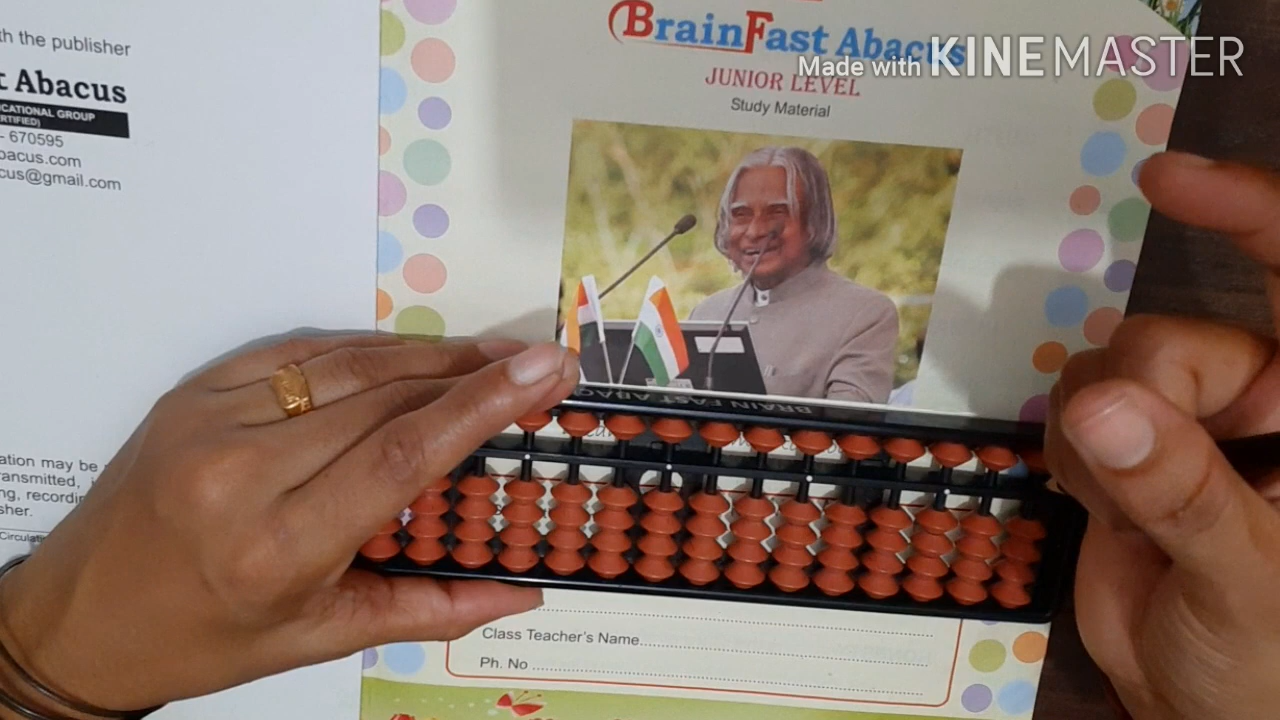 th the publisher
t Abacus
CATIONAL GROUP
RTIFIED)
- 670595
bacus.com
cus@gmail.com
ation may be
ransmitted,
ng, recordin
sher.
Circulati
BrainFast Abacus
Made with KINEMASTER
JUNIOR LEVEL
Study Material
BRAIN FAST ABAC
Class Teacher's Name
Ph. No